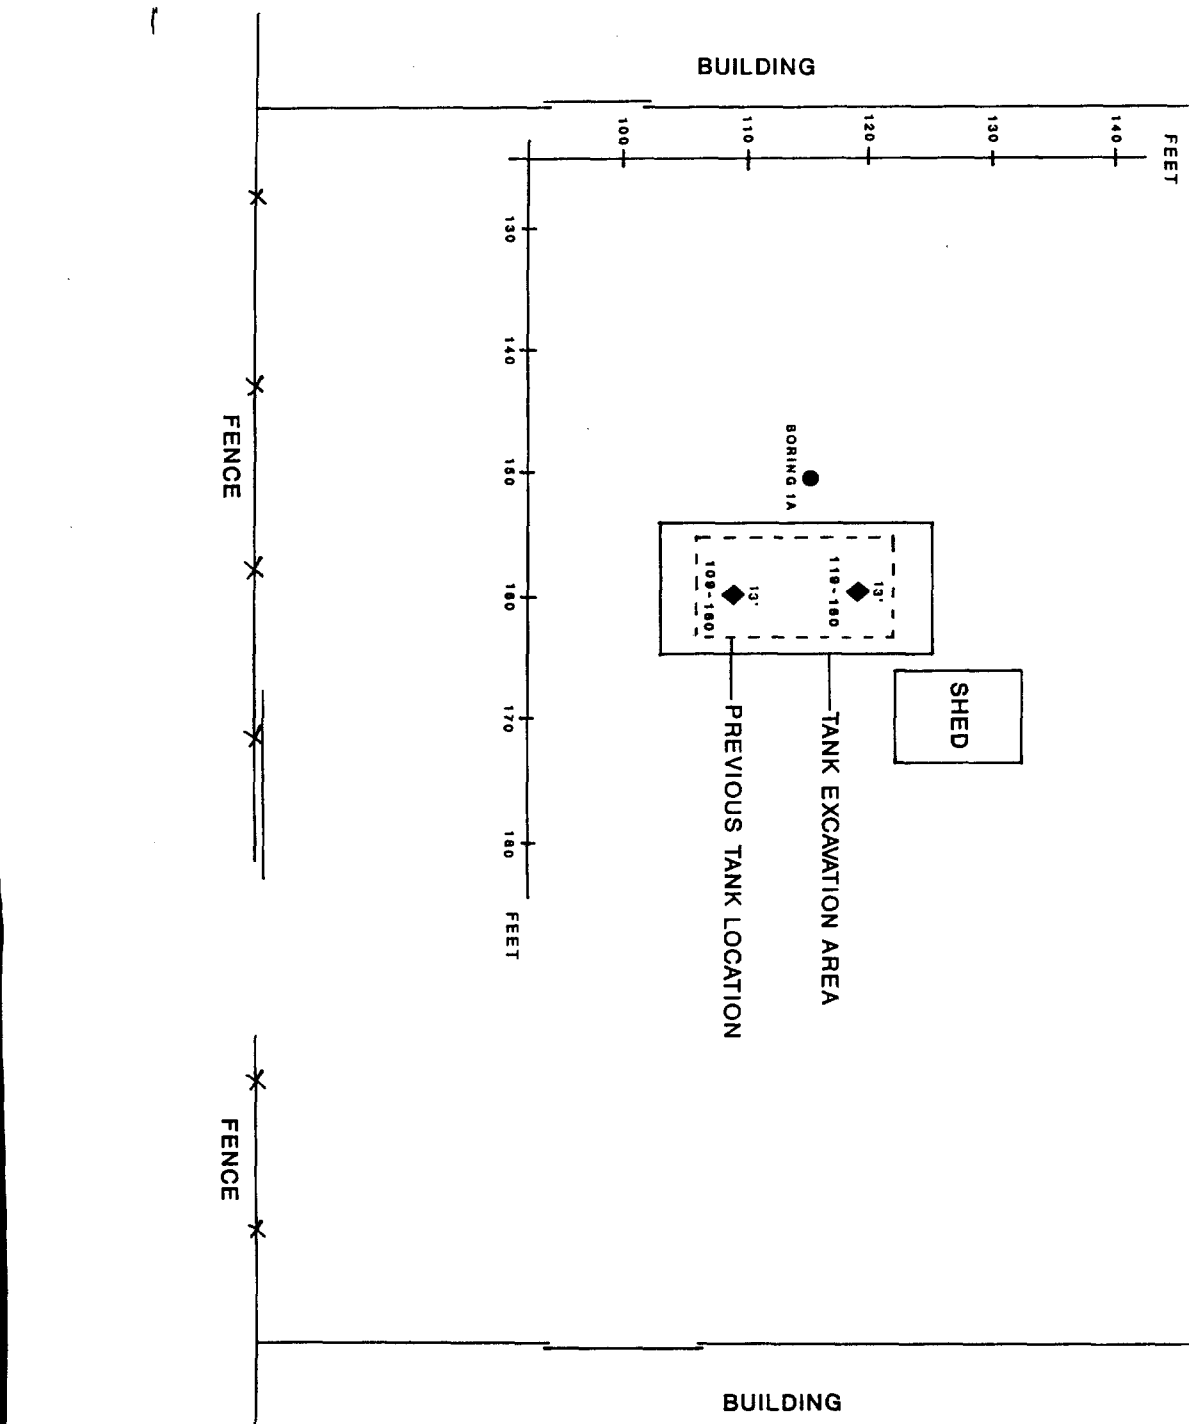 BUILDING
100
110
120
130
140
FEET
130
140
150
160
170
180
FEET
FENCE
BORING 1A
13'
109-160
13'
119-160
SHED
TANK EXCAVATION AREA
PREVIOUS TANK LOCATION
FENCE
BUILDING